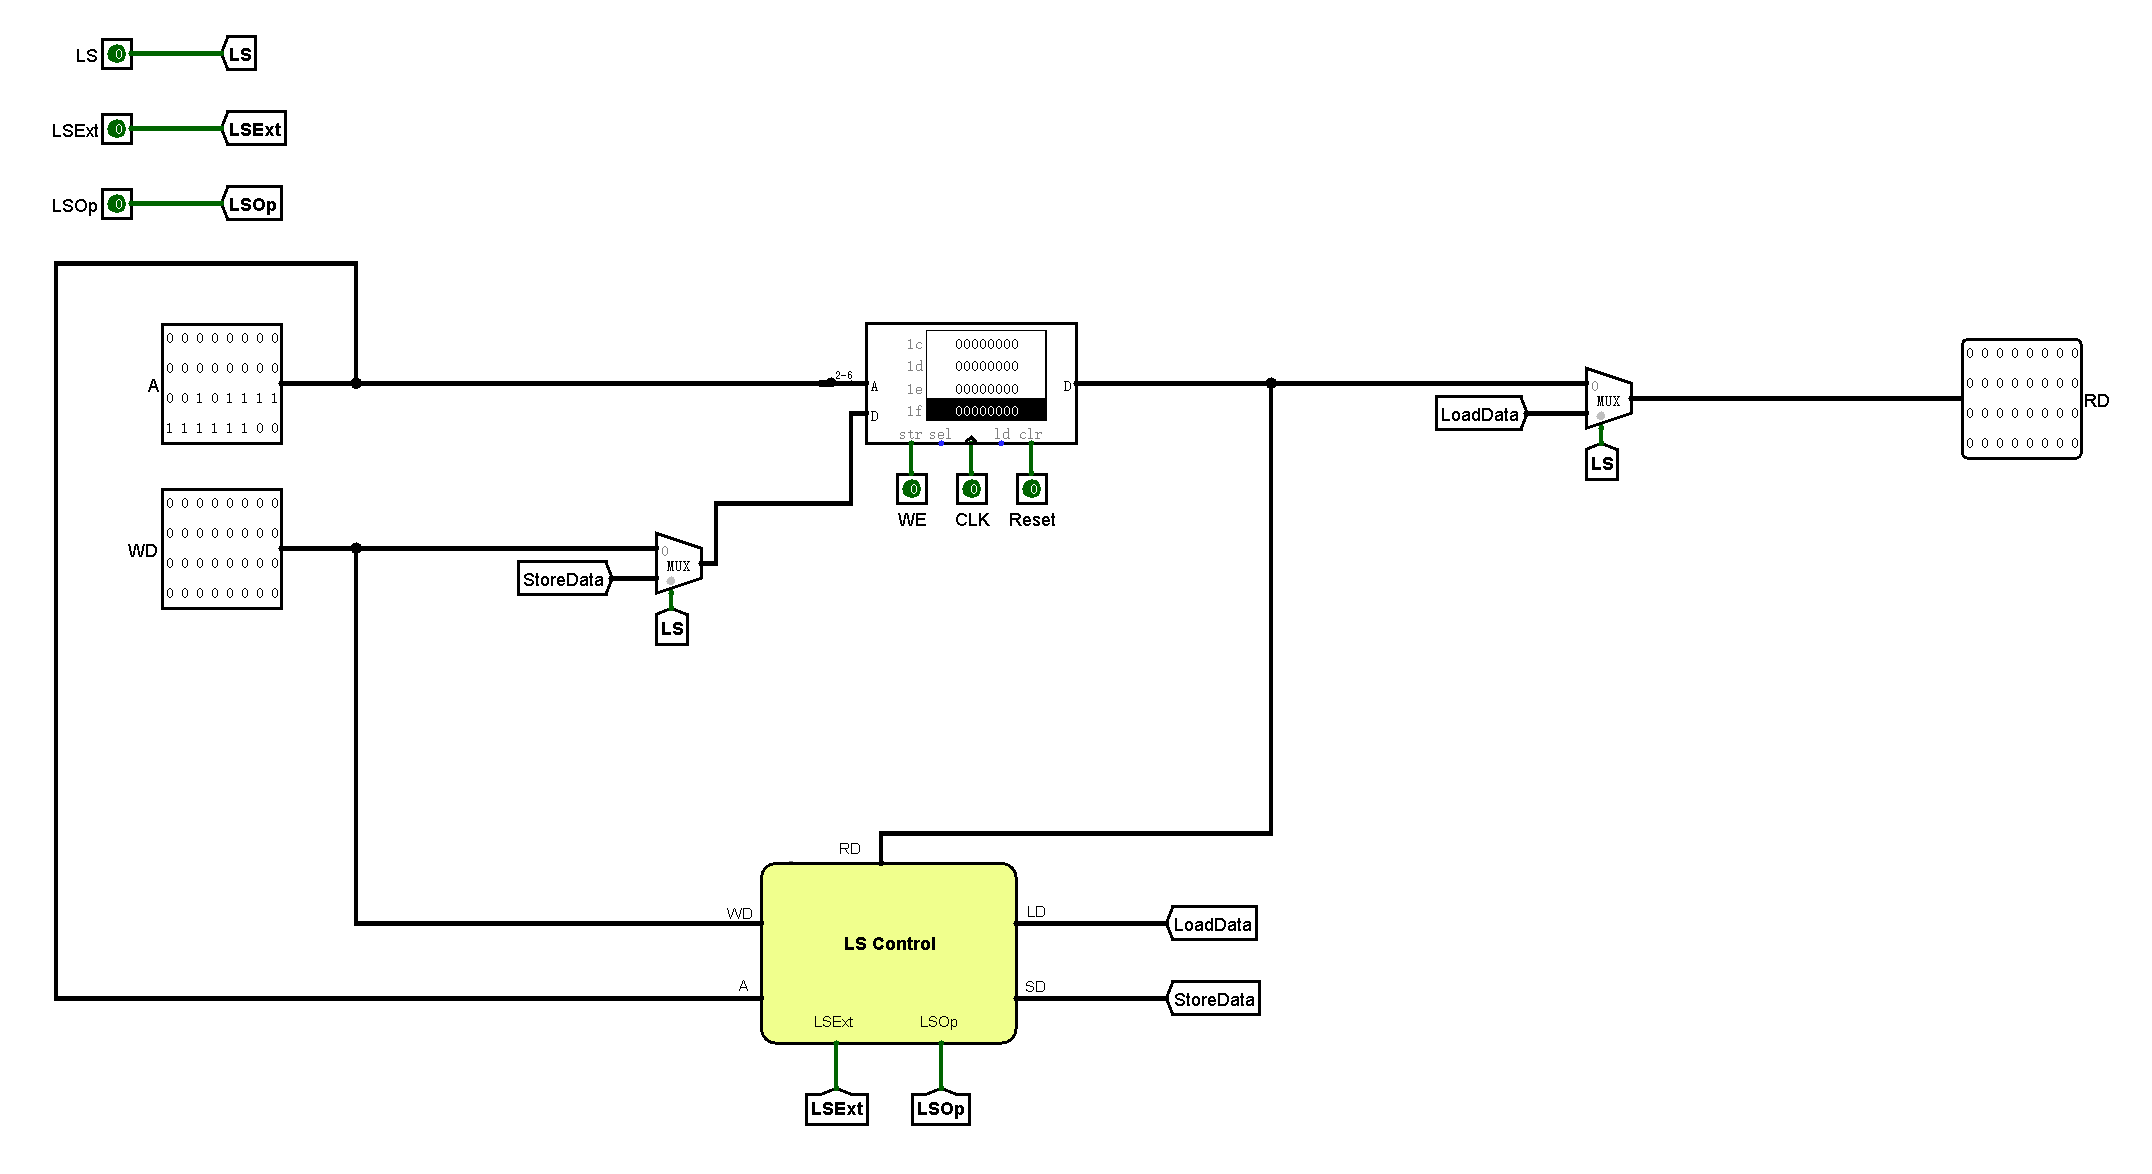 LS 0 LS
LSExt 0 LSExt
LSOp 0 LSOp
A
0 0 0 0 0 0 0 0
0 0 0 0 0 0 0 0
0 0 1 0 1 1 1 1
1 1 1 1 1 1 0 0
2-6
A
D
1c 00000000
1d 00000000
1e 00000000
1f 00000000
D
str sel ld clr
0 0 0
WE CLK Reset
0
MUX
LoadData
LS
0 0 0 0 0 0 0 0
0 0 0 0 0 0 0 0
0 0 0 0 0 0 0 0
0 0 0 0 0 0 0 0
RD
WD
0 0 0 0 0 0 0 0
0 0 0 0 0 0 0 0
0 0 0 0 0 0 0 0
0 0 0 0 0 0 0 0
0
MUX
StoreData
LS
RD
WD
LD
LoadData
LS Control
A
SD
StoreData
LSExt LSOp
LSExt LSOp